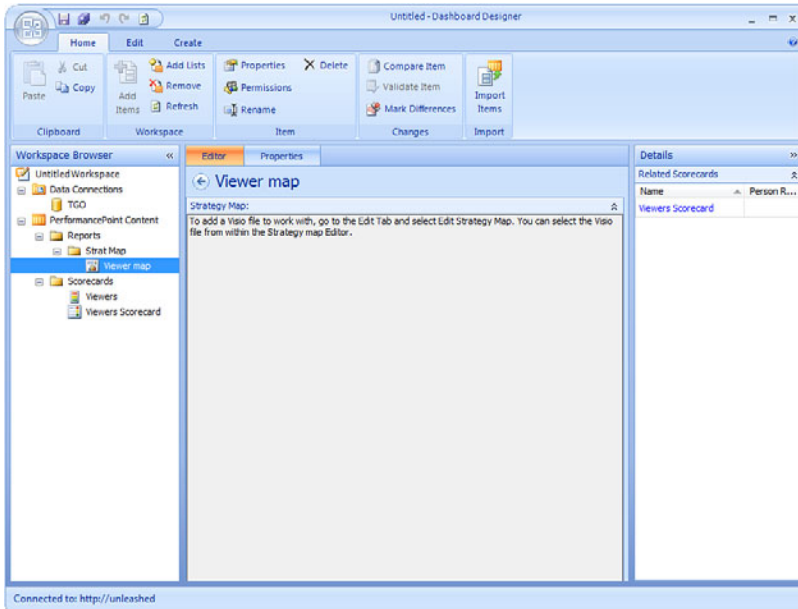 Untitled - Dashboard Designer
Home Edit Create
Paste
Cut
Copy
Clipboard
Add Items
Add Lists
Remove
Refresh
Workspace
Properties
Permissions
Rename
Delete
Item
Compare Item
Validate Item
Mark Differences
Changes
Import Items
Import
Workspace Browser
Untitled Workspace
Data Connections
TGO
PerformancePoint Content
Reports
Strat Map
Viewer map
Scorecards
Viewers
Viewers Scorecard
Editor Properties
Viewer map
Strategy Map:
To add a Visio file to work with, go to the Edit Tab and select Edit Strategy Map. You can select the Visio
file from within the Strategy map Editor.
Details
Related Scorecards
Name Person R...
Viewers Scorecard
Connected to: http://unleashed